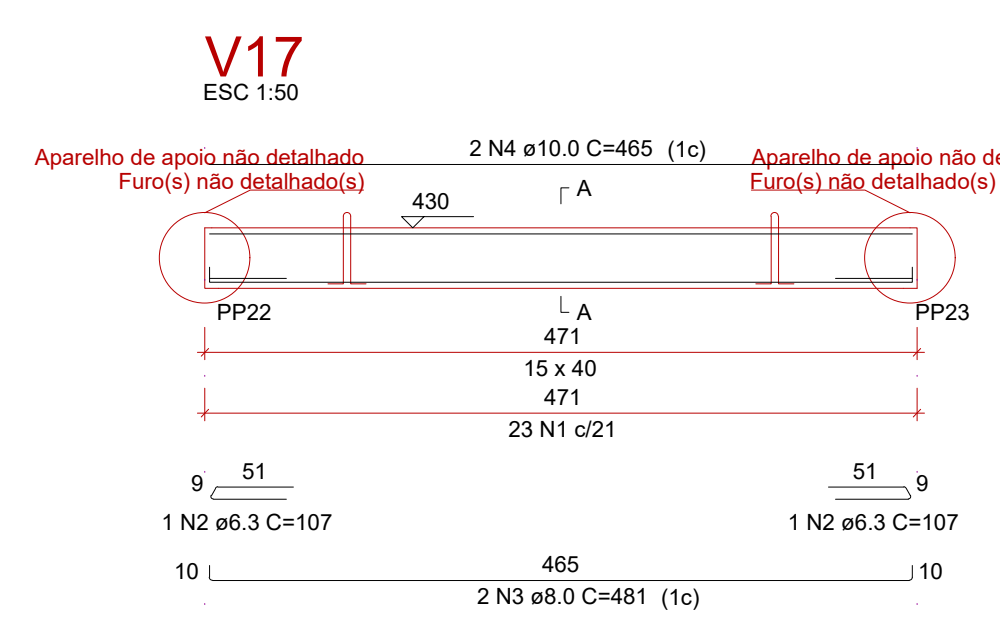 V17
ESC 1:50
2 N4 ø10.0 C=465 (1c)
Aparelho de apoio não detalhado
Furo(s) não detalhado(s)
Aparelho de apoio não de
Furo(s) não detalhado(s)
A
430
PP22
A
PP23
471
15 x 40
471
23 N1 c/21
9 51
51 9
1 N2 ø6.3 C=107
1 N2 ø6.3 C=107
10 465 10
2 N3 ø8.0 C=481 (1c)